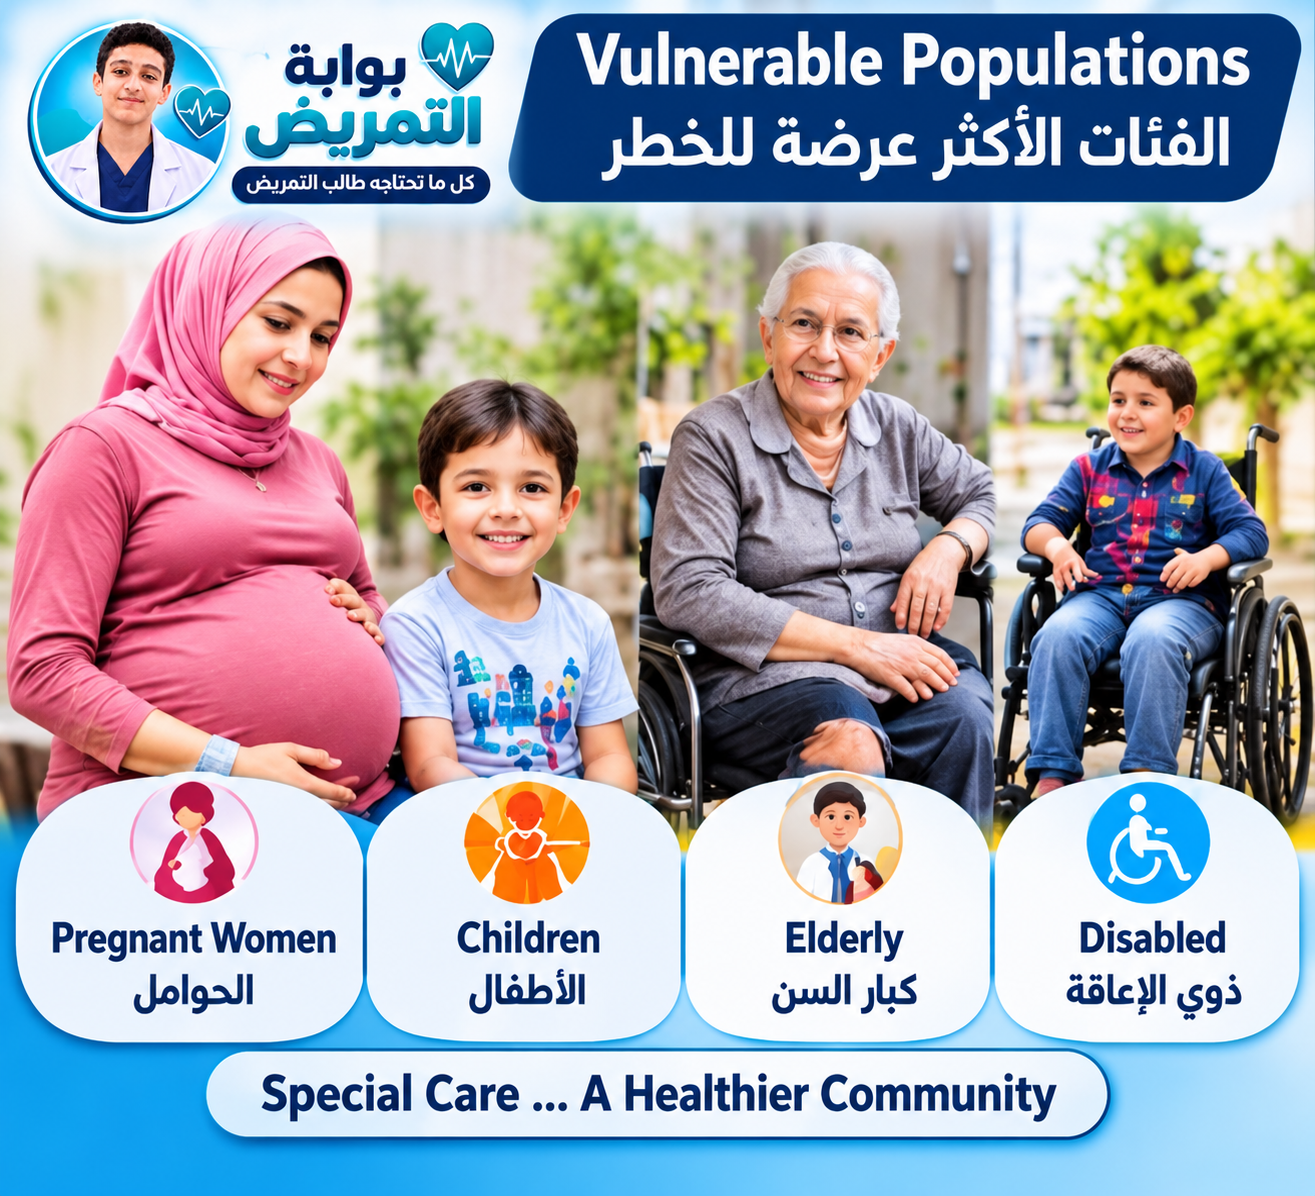 بوابة
التمريض
كل ما تحتاجه طالب التمريض
Vulnerable Populations
الفئات الأكثر عرضة للخطر
Pregnant Women
الحوامل
Children
الأطفال
Elderly
كبار السن
Disabled
ذوي الإعاقة
Special Care ... A Healthier Community